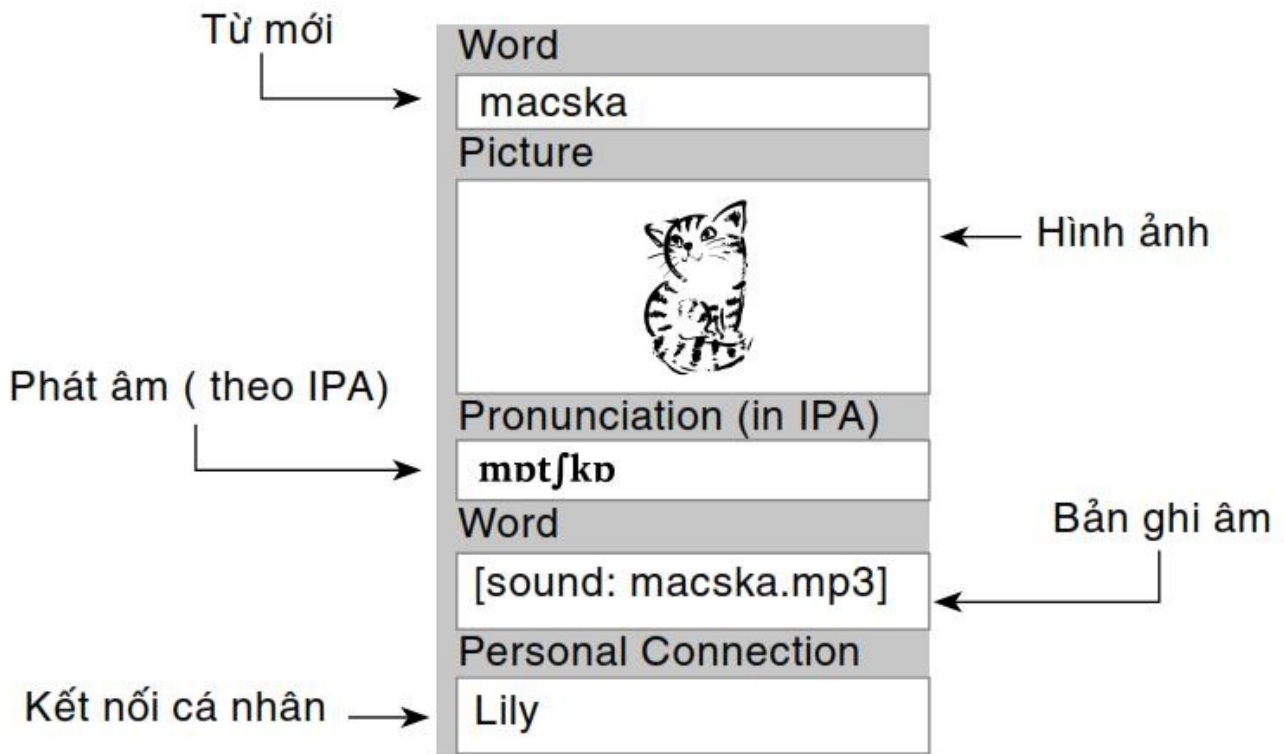 Từ mới
Word
macska
Picture
Hình ảnh
Phát âm ( theo IPA)
Pronunciation (in IPA)
mɒtʃkɒ
Word
Bản ghi âm
[sound: macska.mp3]
Personal Connection
Kết nối cá nhân
Lily